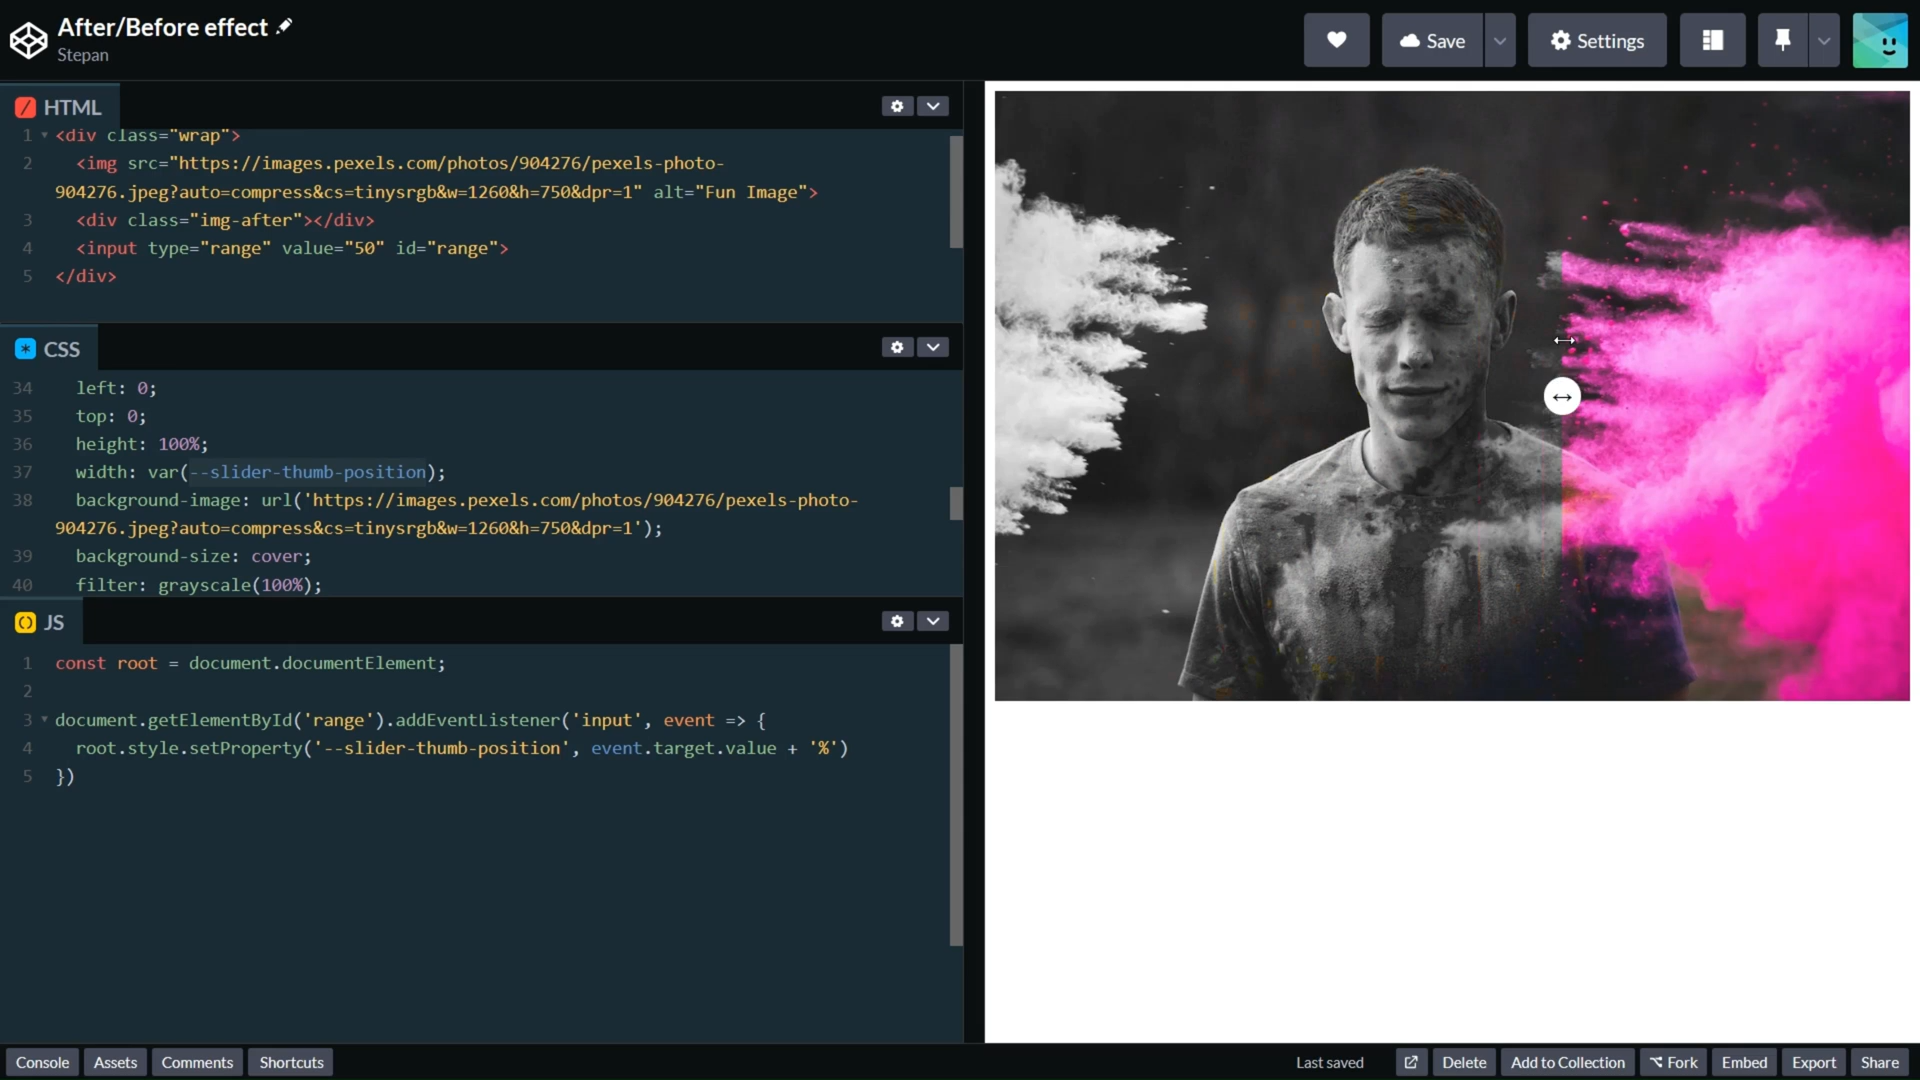 After/Before effect
Stepan
Save
Settings
HTML
1 <div class="wrap">
2 <img src="https://images.pexels.com/photos/904276/pexels-photo-
904276.jpeg?auto=compress&cs=tinysrgb&w=1260&h=750&dpr=1" alt="Fun Image">
3 <div class="img-after"></div>
4 <input type="range" value="50" id="range">
5 </div>
CSS
34 left: 0;
35 top: 0;
36 height: 100%;
37 width: var(--slider-thumb-position);
38 background-image: url('https://images.pexels.com/photos/904276/pexels-photo-
904276.jpeg?auto=compress&cs=tinysrgb&w=1260&h=750&dpr=1');
39 background-size: cover;
40 filter: grayscale(100%);
JS
1 const root = document.documentElement;
2
3 document.getElementById('range').addEventListener('input', event => {
4 root.style.setProperty('--slider-thumb-position', event.target.value + '%')
5 })
Console Assets Comments Shortcuts Last saved Delete Add to Collection Fork Embed Export Share